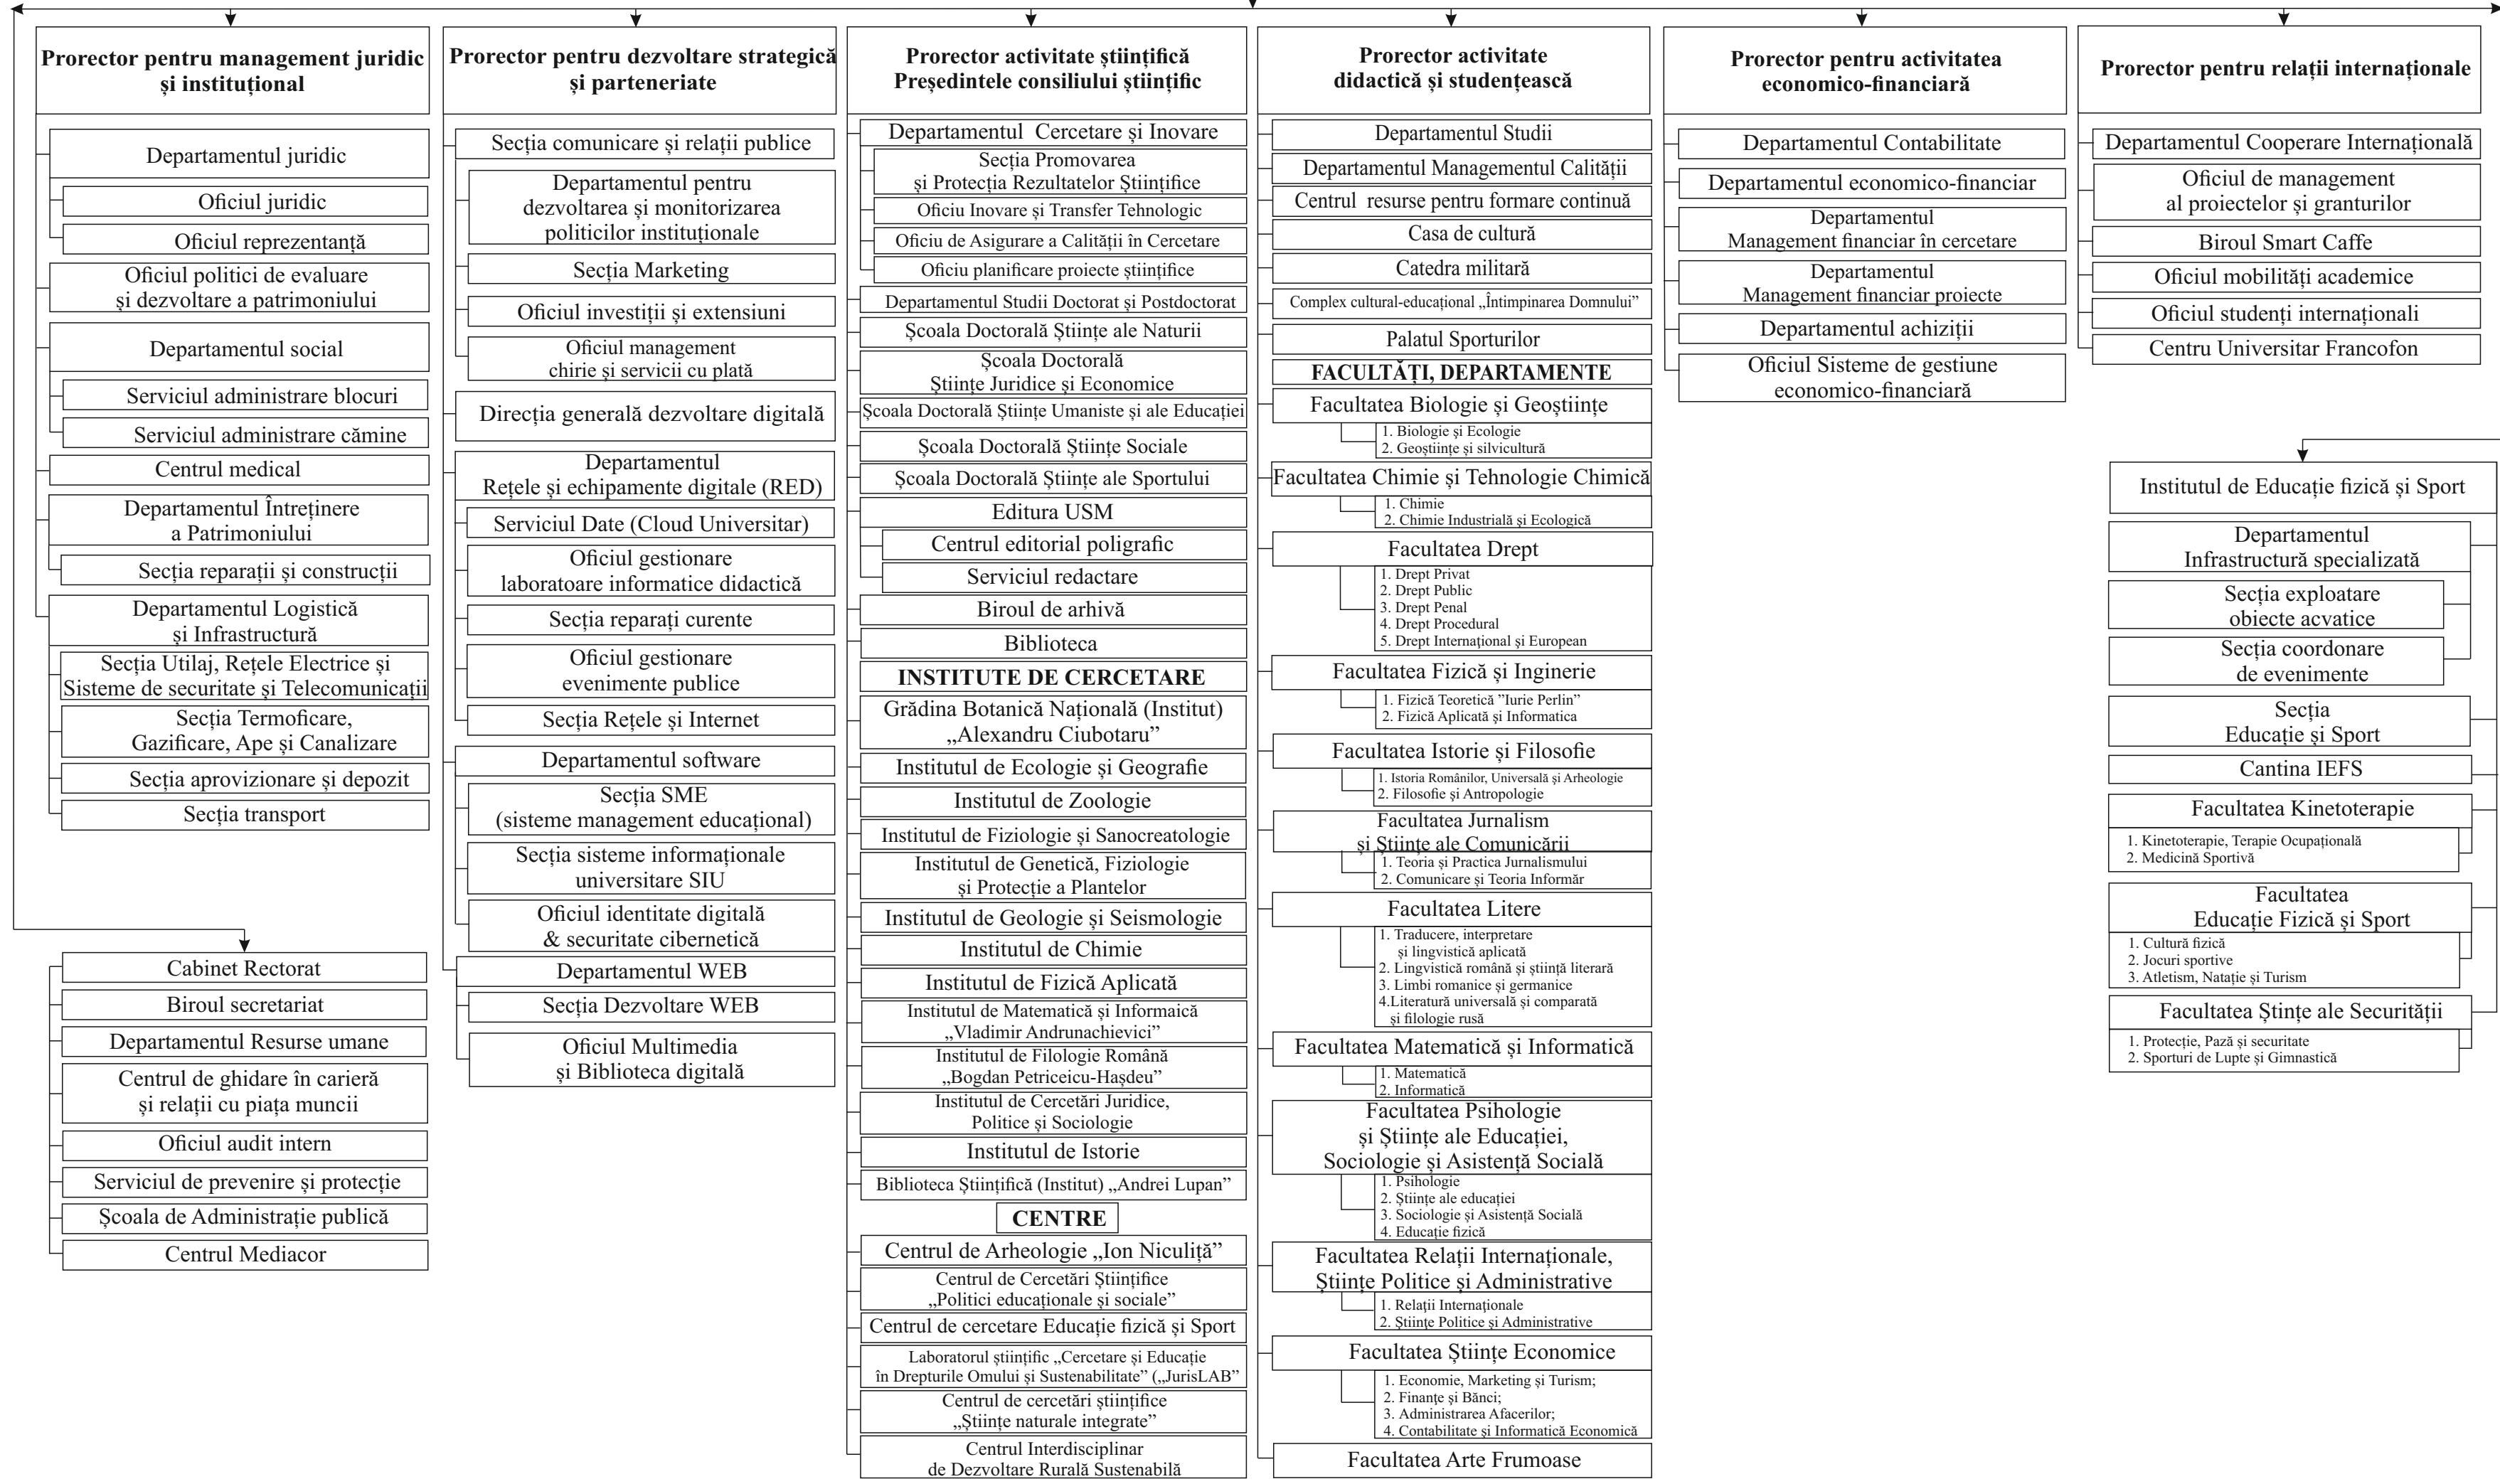 Prorector pentru management juridic
și instituțional
Departamentul juridic
Oficiul juridic
Oficiul reprezentanță
Oficiul politici de evaluare
și dezvoltare a patrimoniului
Departamentul social
Serviciul administrare blocuri
Serviciul administrare cămine
Centrul medical
Departamentul Întreținere
a Patrimoniului
Secția reparații și construcții
Departamentul Logistică
și Infrastructură
Secția Utilaj, Rețele Electrice și
Sisteme de securitate și Telecomunicații
Secția Termoficare,
Gazificare, Ape și Canalizare
Secția aprovizionare și depozit
Secția transport
Cabinet Rectorat
Biroul secretariat
Departamentul Resurse umane
Centrul de ghidare în carieră
și relații cu piața muncii
Oficiul audit intern
Serviciul de prevenire și protecție
Școala de Administrație publică
Centrul Mediacor
Prorector pentru dezvoltare strategică
și parteneriate
Secția comunicare și relații publice
Departamentul pentru
dezvoltarea și monitorizarea
politicilor instituționale
Secția Marketing
Oficiul investiții și extensiuni
Oficiul management
chirie și servicii cu plată
Direcția generală dezvoltare digitală
Departamentul
Rețele și echipamente digitale (RED)
Serviciul Date (Cloud Universitar)
Oficiul gestionare
laboratoare informatice didactică
Secția reparați curente
Oficiul gestionare
evenimente publice
Secția Rețele și Internet
Departamentul software
Secția SME
(sisteme management educațional)
Secția sisteme informaționale
universitare SIU
Oficiul identitate digitală
& securitate cibernetică
Departamentul WEB
Secția Dezvoltare WEB
Oficiul Multimedia
și Biblioteca digitală
Prorector activitate științifică
Președintele consiliului științific
Departamentul Cercetare și Inovare
Secția Promovarea
și Protecția Rezultatelor Științifice
Oficiu Inovare și Transfer Tehnologic
Oficiu de Asigurare a Calității în Cercetare
Oficiu planificare proiecte științifice
Departamentul Studii Doctorat și Postdoctorat
Școala Doctorală Științe ale Naturii
Școala Doctorală
Științe Juridice și Economice
Școala Doctorală Științe Umaniste și ale Educației
Școala Doctorală Științe Sociale
Școala Doctorală Științe ale Sportului
Editura USM
Centrul editorial poligrafic
Serviciul redactare
Biroul de arhivă
Biblioteca
INSTITUTE DE CERCETARE
Grădina Botanică Națională (Institut)
„Alexandru Ciubotaru”
Institutul de Ecologie și Geografie
Institutul de Zoologie
Institutul de Fiziologie și Sanocreatologie
Institutul de Genetică, Fiziologie
și Protecție a Plantelor
Institutul de Geologie și Seismologie
Institutul de Chimie
Institutul de Fizică Aplicată
Institutul de Matematică și Informaică
„Vladimir Andrunachievici”
Institutul de Filologie Română
„Bogdan Petriceicu-Hașdeu”
Institutul de Cercetări Juridice,
Politice și Sociologie
Institutul de Istorie
Biblioteca Științifică (Institut) „Andrei Lupan”
CENTRE
Centrul de Arheologie „Ion Niculiță”
Centrul de Cercetări Științifice
„Politici educaționale și sociale”
Centrul de cercetare Educație fizică și Sport
Laboratorul științific „Cercetare și Educație
în Drepturile Omului și Sustenabilitate” („JurisLAB”
Centrul de cercetări științifice
„Științe naturale integrate”
Centrul Interdisciplinar
de Dezvoltare Rurală Sustenabilă
Prorector activitate
didactică și studențească
Departamentul Studii
Departamentul Managementul Calității
Centrul resurse pentru formare continuă
Casa de cultură
Catedra militară
Complex cultural-educațional „Întimpinarea Domnului”
Palatul Sporturilor
FACULTĂȚI, DEPARTAMENTE
Facultatea Biologie și Geoștiințe
1. Biologie și Ecologie
2. Geoștiințe și silvicultură
Facultatea Chimie și Tehnologie Chimică
1. Chimie
2. Chimie Industrială și Ecologică
Facultatea Drept
1. Drept Privat
2. Drept Public
3. Drept Penal
4. Drept Procedural
5. Drept Internațional și European
Facultatea Fizică și Inginerie
1. Fizică Teoretică ”Iurie Perlin”
2. Fizică Aplicată și Informatica
Facultatea Istorie și Filosofie
1. Istoria Românilor, Universală și Arheologie
2. Filosofie și Antropologie
Facultatea Jurnalism
și Științe ale Comunicării
1. Teoria și Practica Jurnalismului
2. Comunicare și Teoria Informăr
Facultatea Litere
1. Traducere, interpretare
și lingvistică aplicată
2. Lingvistică română și știință literară
3. Limbi romanice și germanice
4.Literatură universală și comparată
și filologie rusă
Facultatea Matematică și Informatică
1. Matematică
2. Informatică
Facultatea Psihologie
și Științe ale Educației,
Sociologie și Asistență Socială
1. Psihologie
2. Științe ale educației
3. Sociologie și Asistență Socială
4. Educație fizică
Facultatea Relații Internaționale,
Științe Politice și Administrative
1. Relații Internaționale
2. Științe Politice și Administrative
Facultatea Științe Economice
1. Economie, Marketing și Turism;
2. Finanțe și Bănci;
3. Administrarea Afacerilor;
4. Contabilitate și Informatică Economică
Facultatea Arte Frumoase
Prorector pentru activitatea
economico-financiară
Departamentul Contabilitate
Departamentul economico-financiar
Departamentul
Management financiar în cercetare
Departamentul
Management financiar proiecte
Departamentul achiziții
Oficiul Sisteme de gestiune
economico-financiară
Prorector pentru relații internaționale
Departamentul Cooperare Internațională
Oficiul de management
al proiectelor și granturilor
Biroul Smart Caffe
Oficiul mobilități academice
Oficiul studenți internaționali
Centru Universitar Francofon
Institutul de Educație fizică și Sport
Departamentul
Infrastructură specializată
Secția exploatare
obiecte acvatice
Secția coordonare
de evenimente
Secția
Educație și Sport
Cantina IEFS
Facultatea Kinetoterapie
1. Kinetoterapie, Terapie Ocupațională
2. Medicină Sportivă
Facultatea
Educație Fizică și Sport
1. Cultură fizică
2. Jocuri sportive
3. Atletism, Natație și Turism
Facultatea Ștințe ale Securității
1. Protecție, Pază și securitate
2. Sporturi de Lupte și Gimnastică